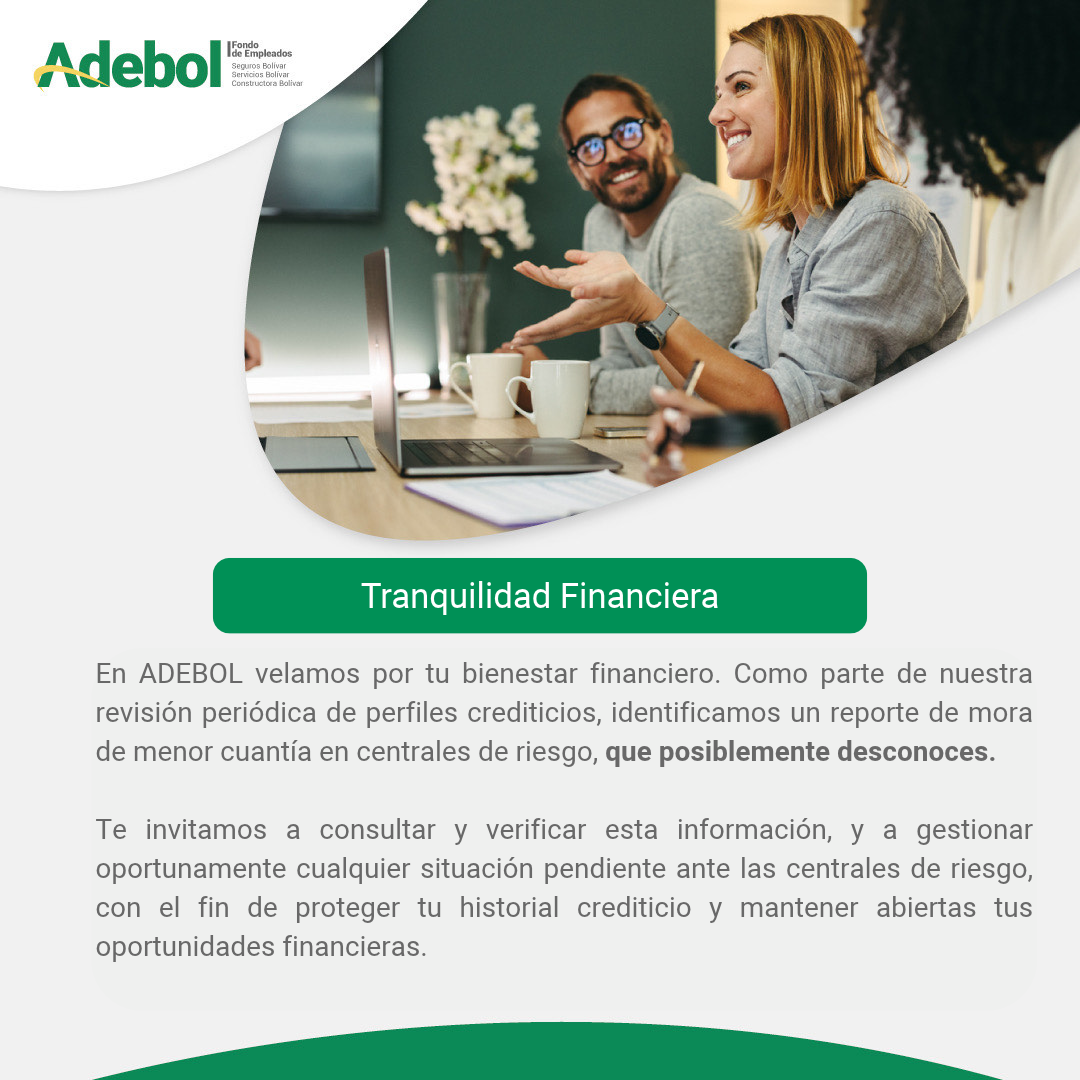 Adebol
Fondo
de Empleados
Seguros Bolívar
Servicios Bolívar
Constructora Bolívar
Tranquilidad Financiera
En ADEBOL velamos por tu bienestar financiero. Como parte de nuestra
revisión periódica de perfiles crediticios, identificamos un reporte de mora
de menor cuantía en centrales de riesgo, que posiblemente desconoces.
Te invitamos a consultar y verificar esta información, y a gestionar
oportunamente cualquier situación pendiente ante las centrales de riesgo,
con el fin de proteger tu historial crediticio y mantener abiertas tus
oportunidades financieras.